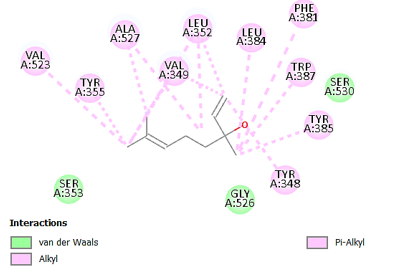 PHE
A:381
ALA
A:527
LEU
A:352
LEU
A:384
VAL
A:523
VAL
A:349
TRP
A:387
TYR
A:355
SER
A:530
TYR
A:385
O
TYR
A:348
SER
A:353
GLY
A:526
Interactions
van der Waals
Pi-Alkyl
Alkyl